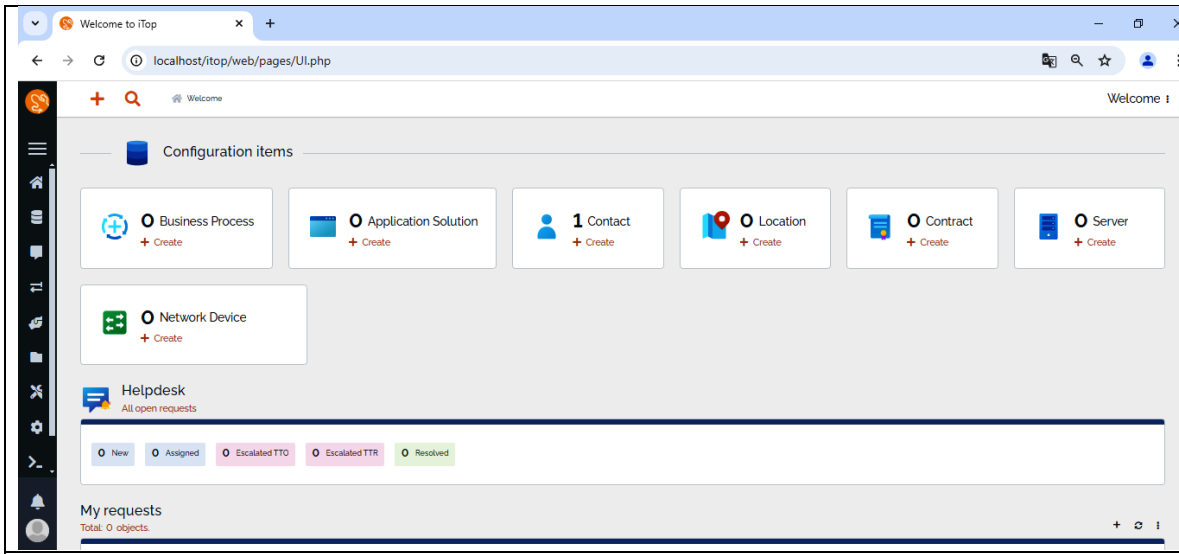 Welcome to iTop
localhost/itop/web/pages/UI.php
Welcome
Welcome
Configuration items
0 Business Process
+ Create
0 Application Solution
+ Create
1 Contact
+ Create
0 Location
+ Create
0 Contract
+ Create
0 Server
+ Create
0 Network Device
+ Create
Helpdesk
All open requests
0 New 0 Assigned 0 Escalated TTO 0 Escalated TTR 0 Resolved
My requests
Total: 0 objects.